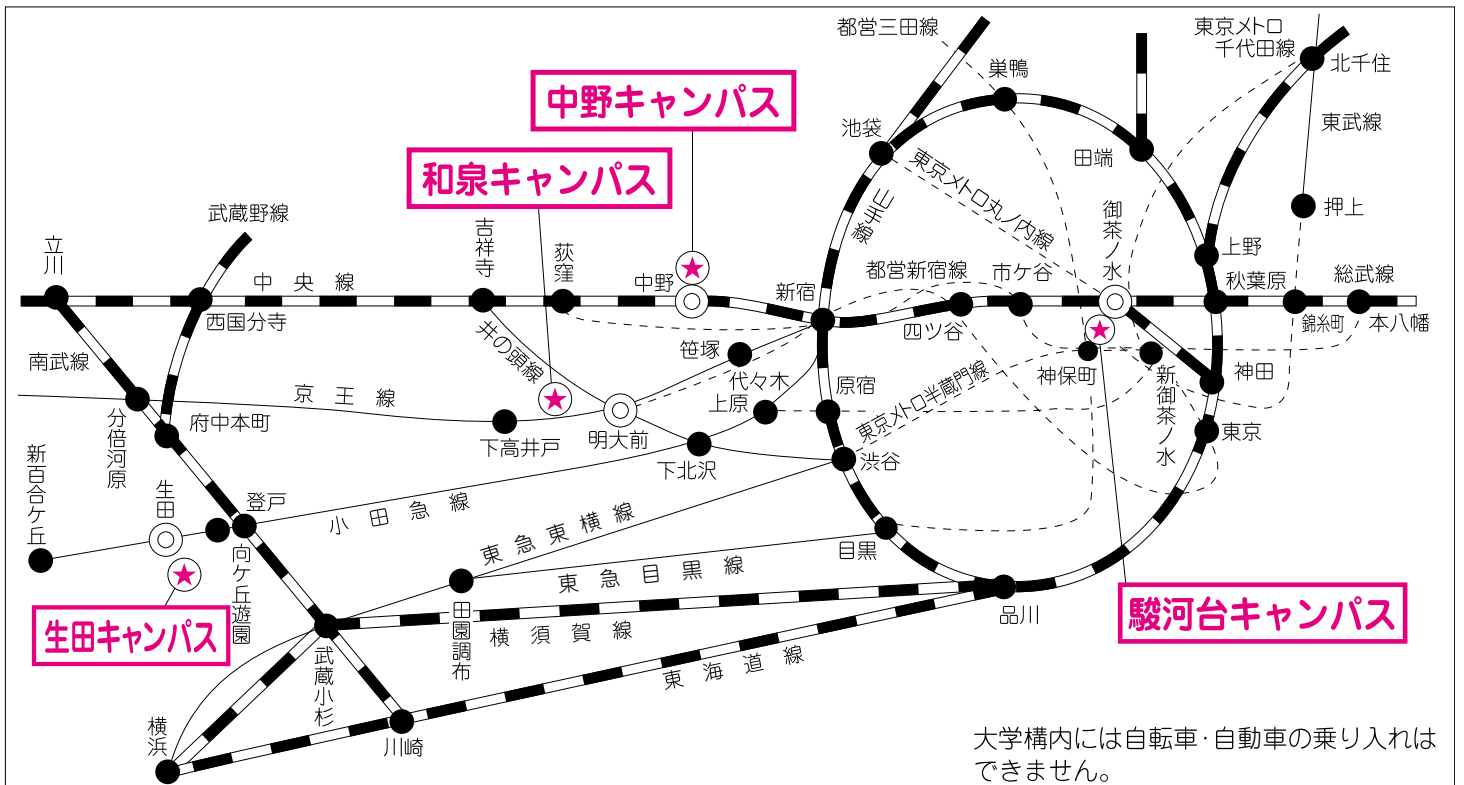 都営三田線
東京メトロ
千代田線
北千住
巣鴨
中野キャンパス
池袋
東武線
田端
和泉キャンパス
東京メトロ丸ノ内線
山手線
武蔵野線
御茶ノ水
押上
立川
吉祥寺
荻窪
上野
中央線
中野
新宿
都営新宿線
市ケ谷
秋葉原
総武線
西国分寺
四ツ谷
錦糸町
本八幡
井の頭線
笹塚
南武線
代々木
上原
原宿
神保町
新御茶ノ水
神田
京王線
東京メトロ半蔵門線
分倍河原
府中本町
下高井戸
明大前
下北沢
渋谷
東京
新百合ケ丘
生田
登戸
小田急線
東急東横線
向ケ丘遊園
目黒
東急目黒線
生田キャンパス
田園調布
品川
駿河台キャンパス
横須賀線
武蔵小杉
東海道線
横浜
川崎
大学構内には自転車・自動車の乗り入れは
できません。